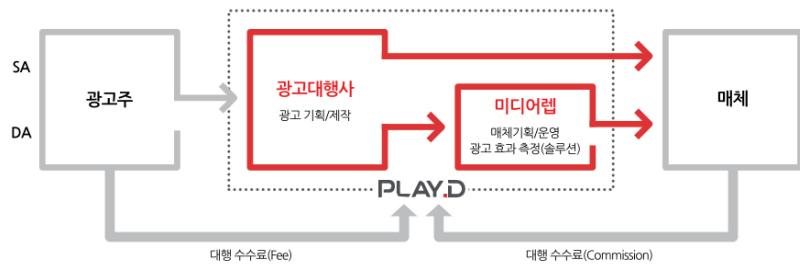 SA
DA
광고주
광고대행사
광고 기획/제작
미디어렙
매체기획/운영
광고 효과 측정(솔루션)
매체
PLAY.D
대행 수수료(Fee)
대행 수수료(Commission)